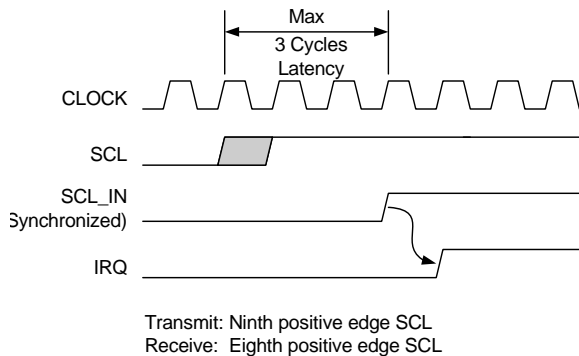 Max
3 Cycles
Latency
CLOCK
SCL
SCL_IN
Synchronized)
IRQ
Transmit: Ninth positive edge SCL
Receive: Eighth positive edge SCL